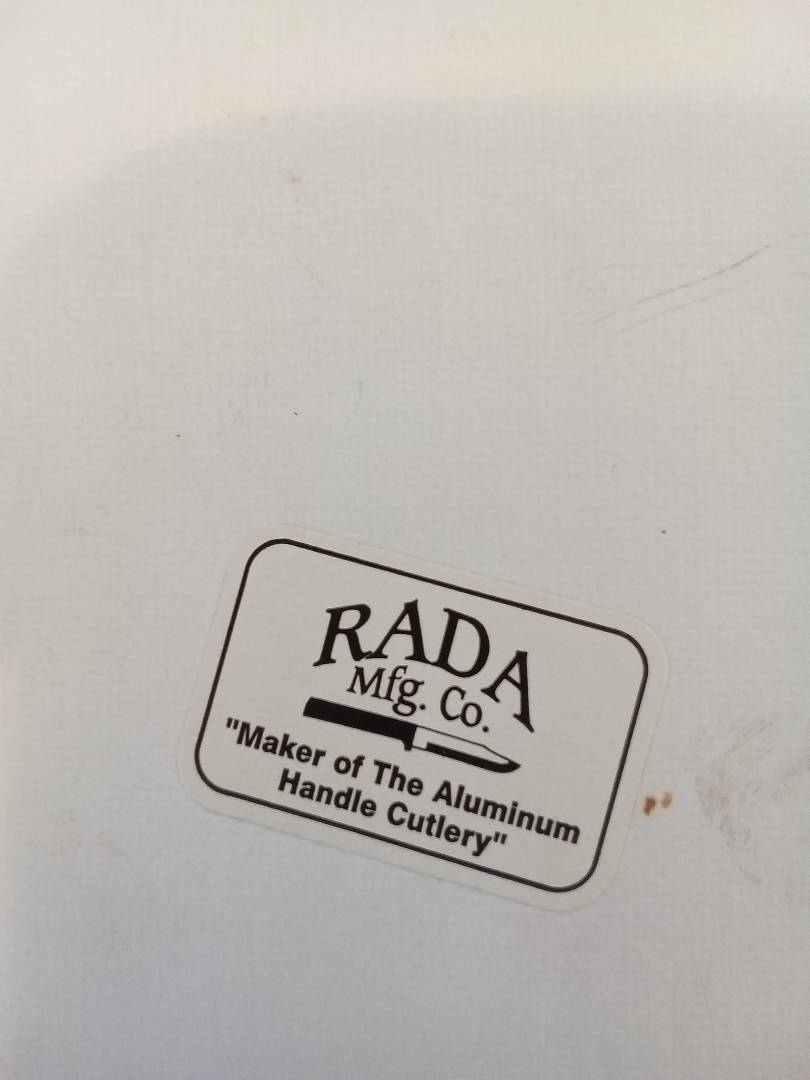 RADA
Mfg. Co.
"Maker of The Aluminum
Handle Cutlery"